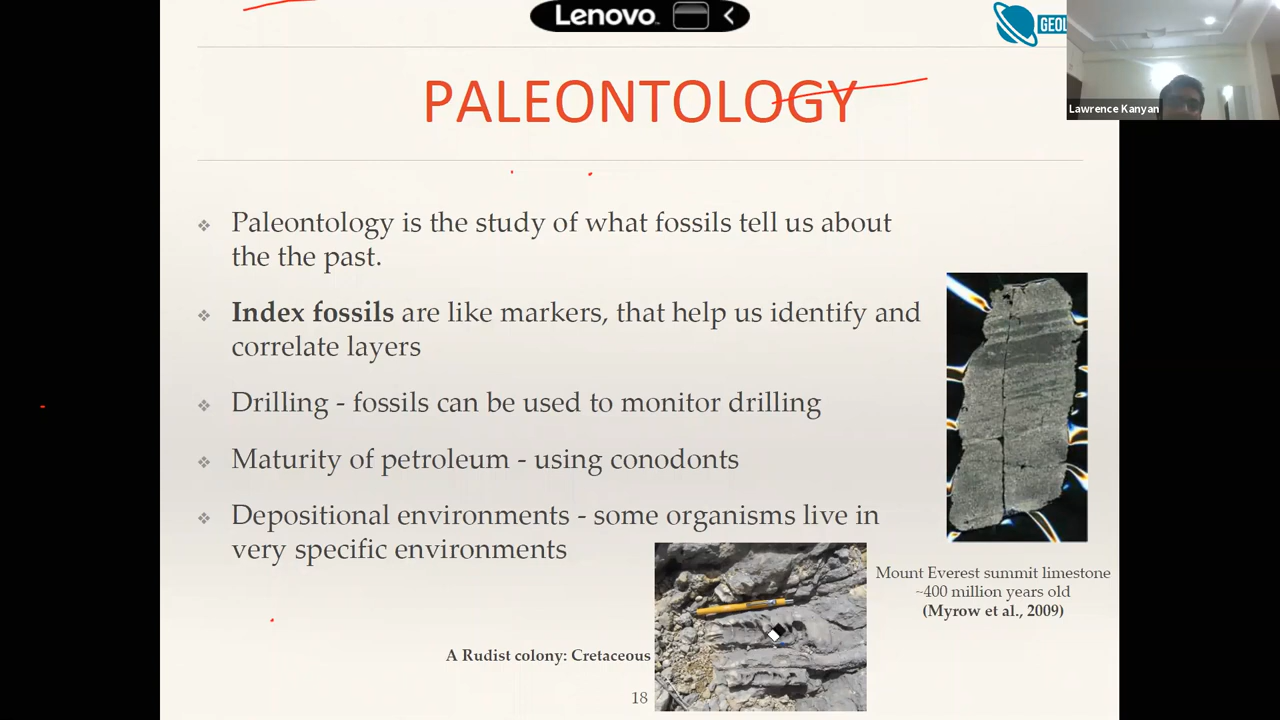 Lenovo
GEOL
Lawrence Kanyan
PALEONTOLOGY
❖ Paleontology is the study of what fossils tell us about
the the past.
❖ Index fossils are like markers, that help us identify and
correlate layers
❖ Drilling - fossils can be used to monitor drilling
❖ Maturity of petroleum - using conodonts
❖ Depositional environments - some organisms live in
very specific environments
Mount Everest summit limestone
~400 million years old
(Myrow et al., 2009)
A Rudist colony: Cretaceous
18